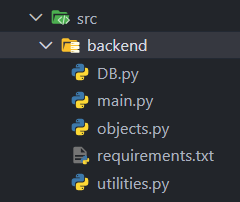 src
backend
DB.py
main.py
objects.py
requirements.txt
utilities.py